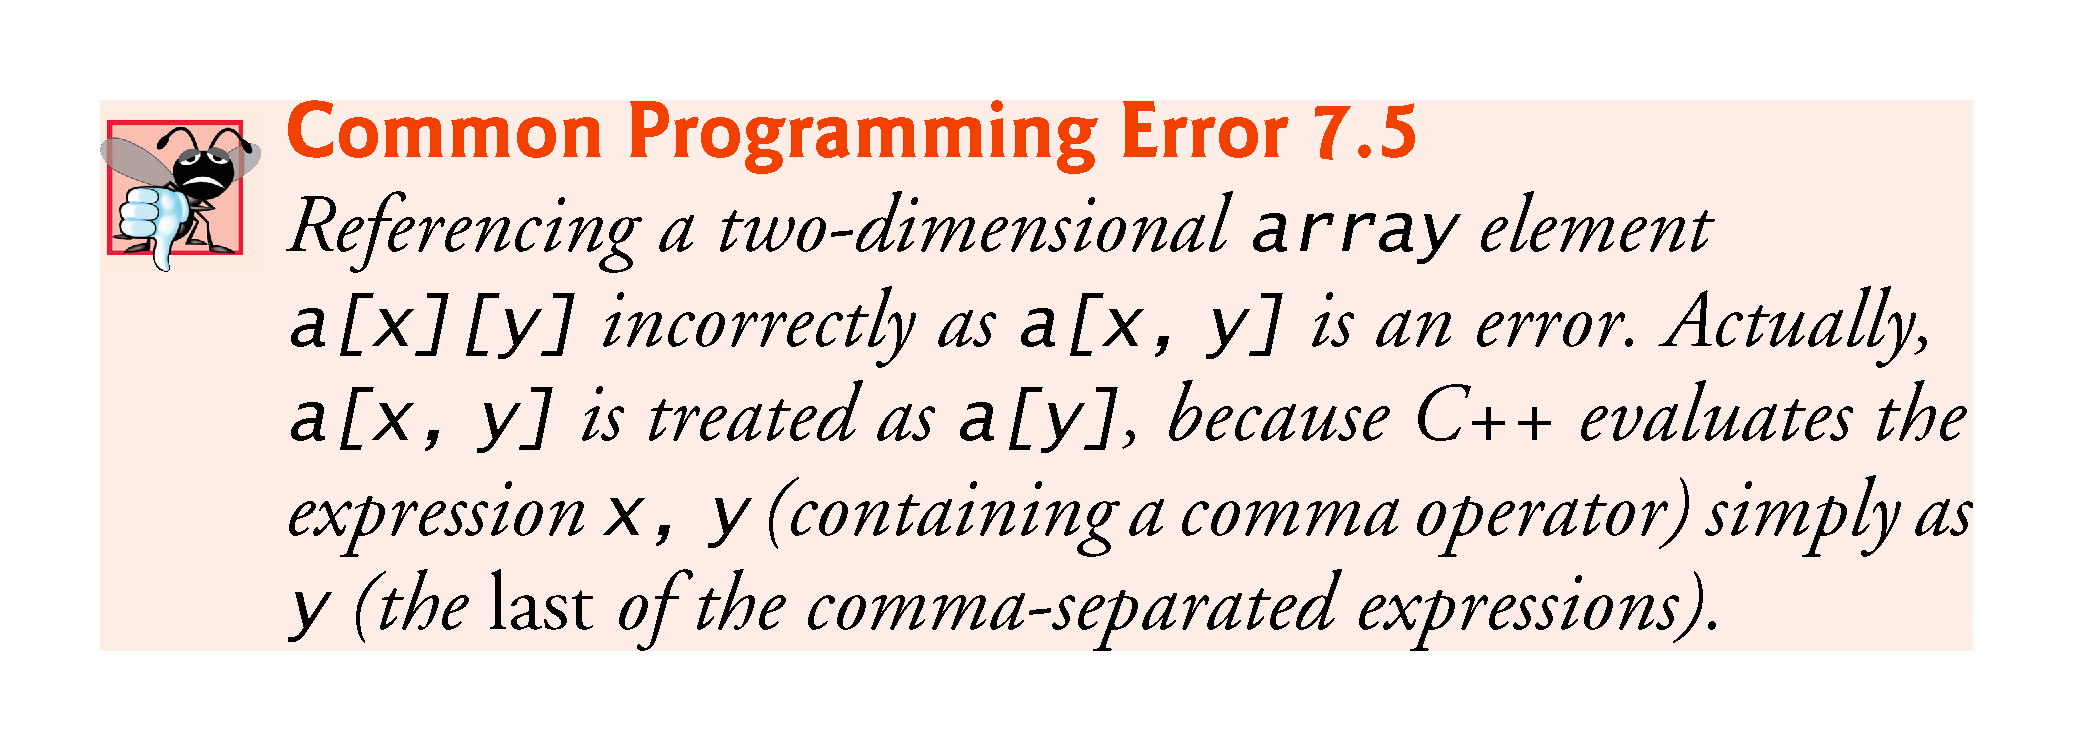 Common Programming Error 7.5
Referencing a two-dimensional array element
a[x][y] incorrectly as a[x, y] is an error. Actually,
a[x, y] is treated as a[y], because C++ evaluates the
expression x, y (containing a comma operator) simply as
y (the last of the comma-separated expressions).